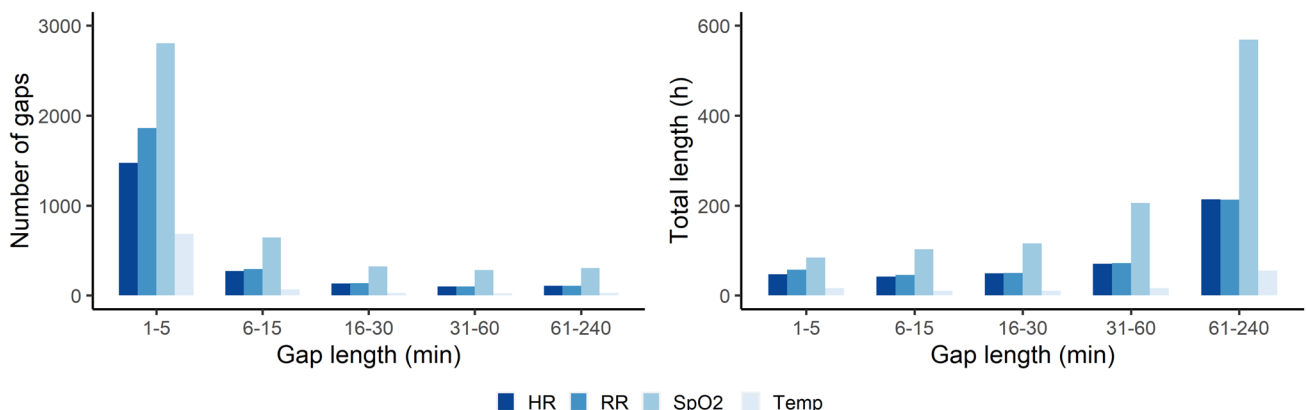 Number of gaps
3000
2000
1000
0
1-5 6-15 16-30 31-60 61-240
Gap length (min)
Total length (h)
600
400
200
0
1-5 6-15 16-30 31-60 61-240
Gap length (min)
HR RR SpO2 Temp